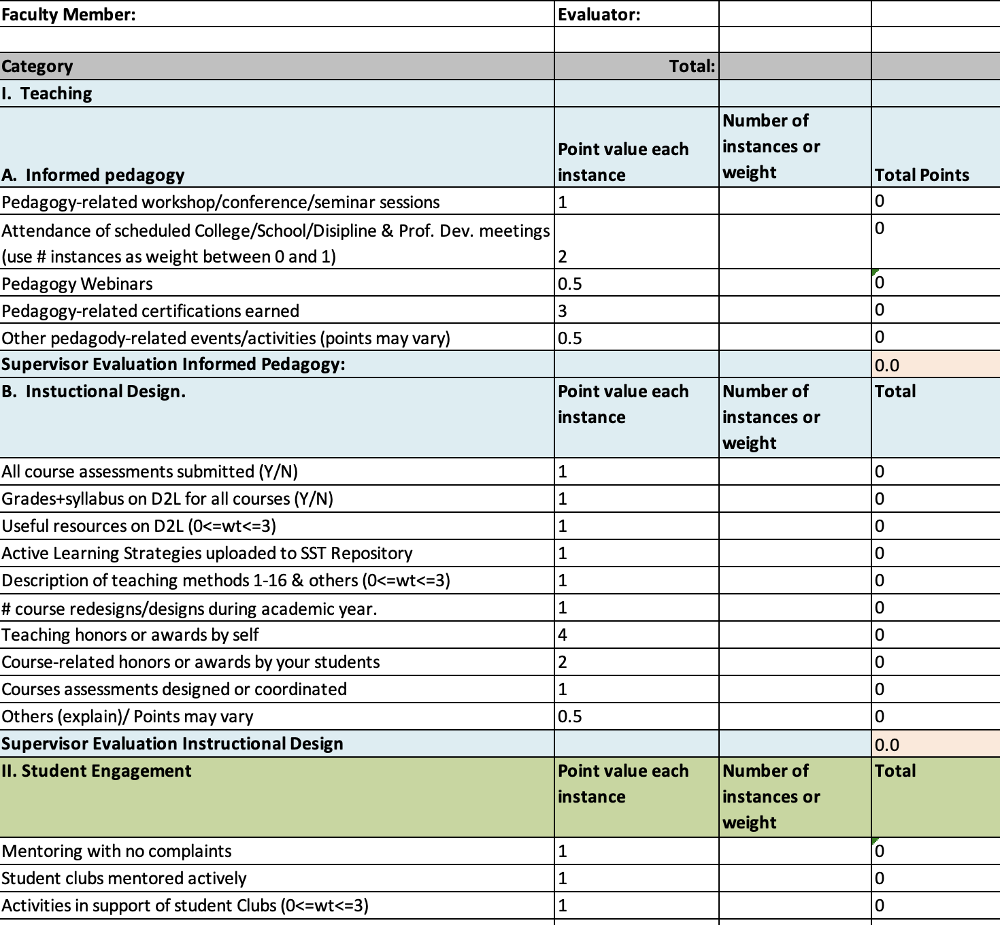 Faculty Member: Evaluator:
Category Total:
I. Teaching
A. Informed pedagogy Point value each instance Number of instances or weight Total Points
Pedagogy-related workshop/conference/seminar sessions 1 0
Attendance of scheduled College/School/Disipline & Prof. Dev. meetings
(use # instances as weight between 0 and 1) 2 0
Pedagogy Webinars 0.5 0
Pedagogy-related certifications earned 3 0
Other pedagody-related events/activities (points may vary) 0.5 0
Supervisor Evaluation Informed Pedagogy: 0.0
B. Instuctional Design. Point value each instance Number of instances or weight Total
All course assessments submitted (Y/N) 1 0
Grades+syllabus on D2L for all courses (Y/N) 1 0
Useful resources on D2L (0<=wt<=3) 1 0
Active Learning Strategies uploaded to SST Repository 1 0
Description of teaching methods 1-16 & others (0<=wt<=3) 1 0
# course redesigns/designs during academic year. 1 0
Teaching honors or awards by self 4 0
Course-related honors or awards by your students 2 0
Courses assessments designed or coordinated 1 0
Others (explain)/ Points may vary 0.5 0
Supervisor Evaluation Instructional Design 0.0
II. Student Engagement Point value each instance Number of instances or weight Total
Mentoring with no complaints 1 0
Student clubs mentored actively 1 0
Activities in support of student Clubs (0<=wt<=3) 1 0